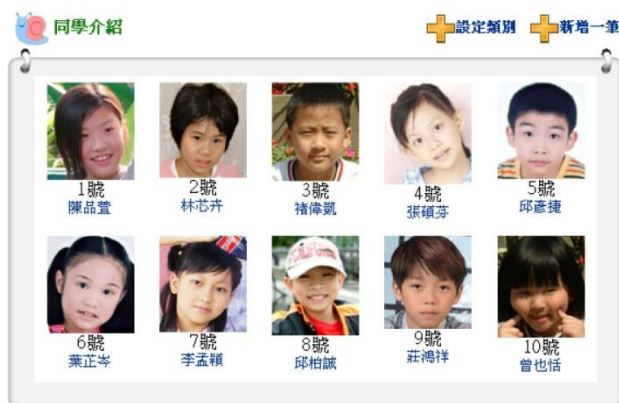 同學介紹
設定類別 新增一筆
1號 2號 3號 4號 5號
陳品萱 林芯卉 褚偉凱 張碩芬 邱彥捷
6號 7號 8號 9號 10號
葉芷岑 李孟穎 邱柏誠 莊鴻祥 曾也恬